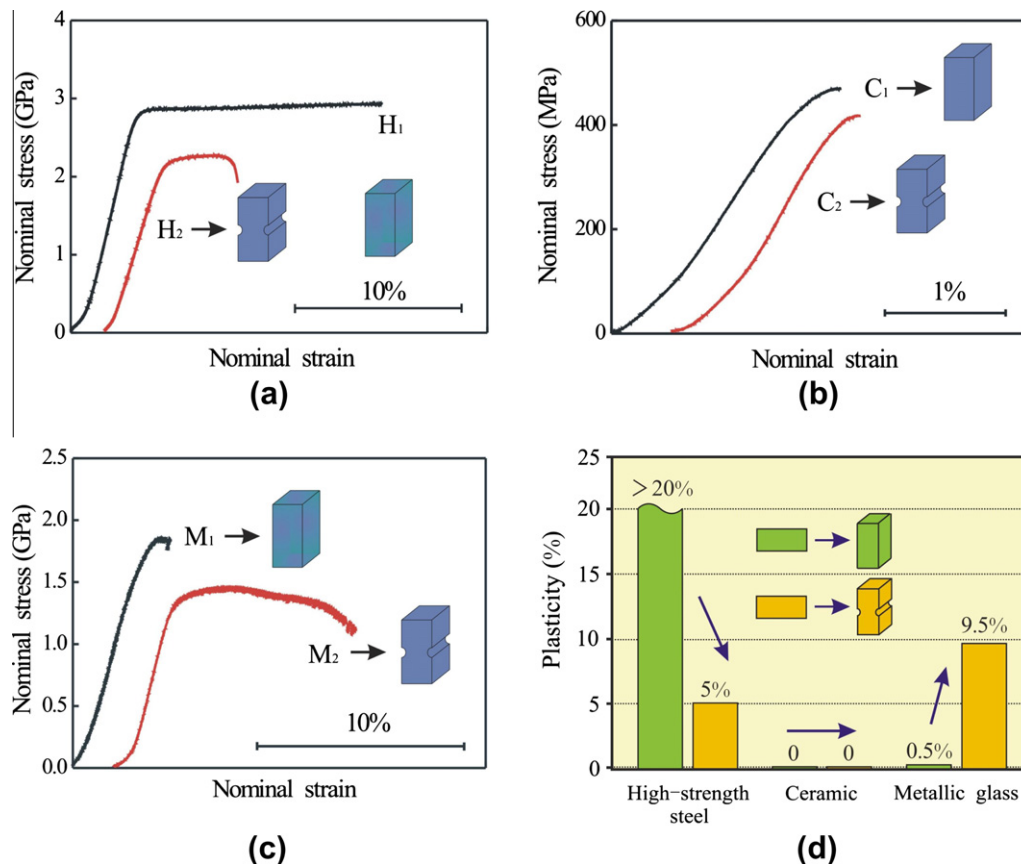 4
3
2
1
0
Nominal stress (GPa)
H1
H2
10%
Nominal strain
(a)
600
400
200
0
Nominal stress (MPa)
C1
C2
1%
Nominal strain
(b)
2.5
2.0
1.5
1.0
0.5
0.0
Nominal stress (GPa)
M1
M2
10%
(c)
25
20
15
10
5
0
Plasticity (%)
>20%
5%
0
0
0.5%
9.5%
High-strength
steel
Ceramic
Metallic glass
(d)